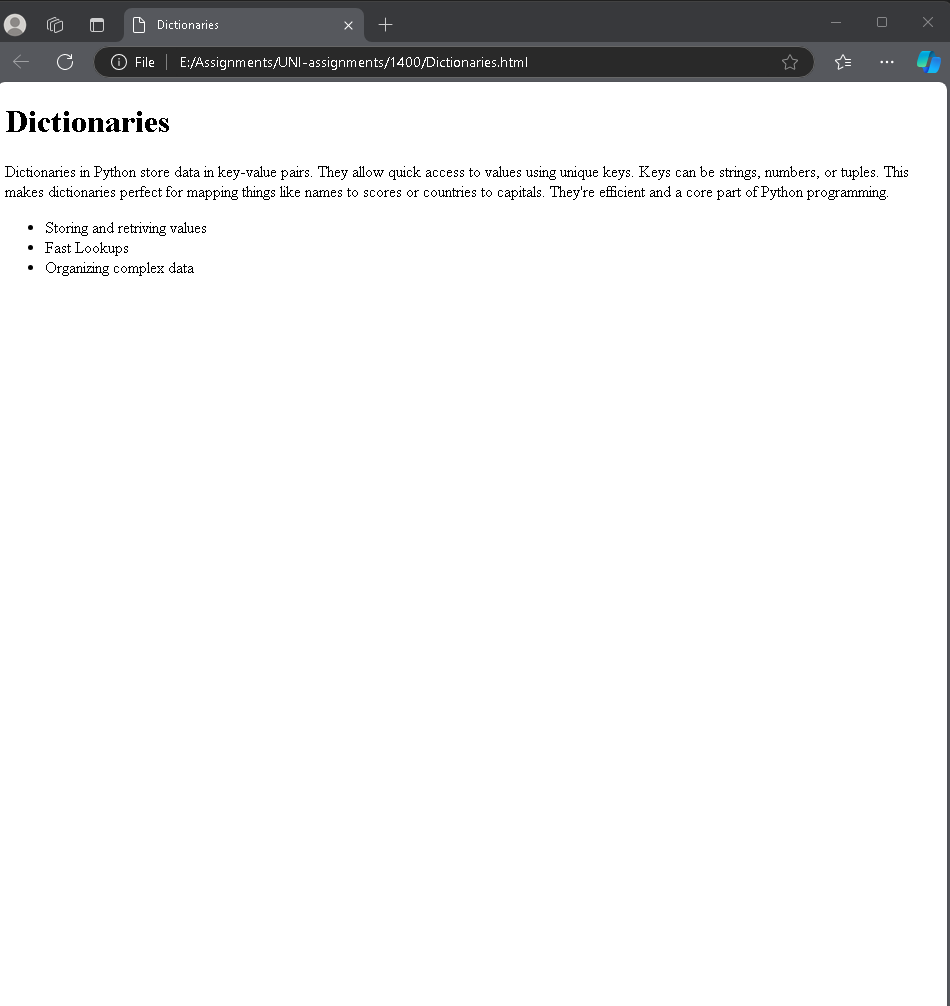 Dictionaries
File
E:/Assignments/UNI-assignments/1400/Dictionaries.html
Dictionaries
Dictionaries in Python store data in key-value pairs. They allow quick access to values using unique keys. Keys can be strings, numbers, or tuples. This
makes dictionaries perfect for mapping things like names to scores or countries to capitals. They're efficient and a core part of Python programming.
• Storing and retriving values
• Fast Lookups
• Organizing complex data